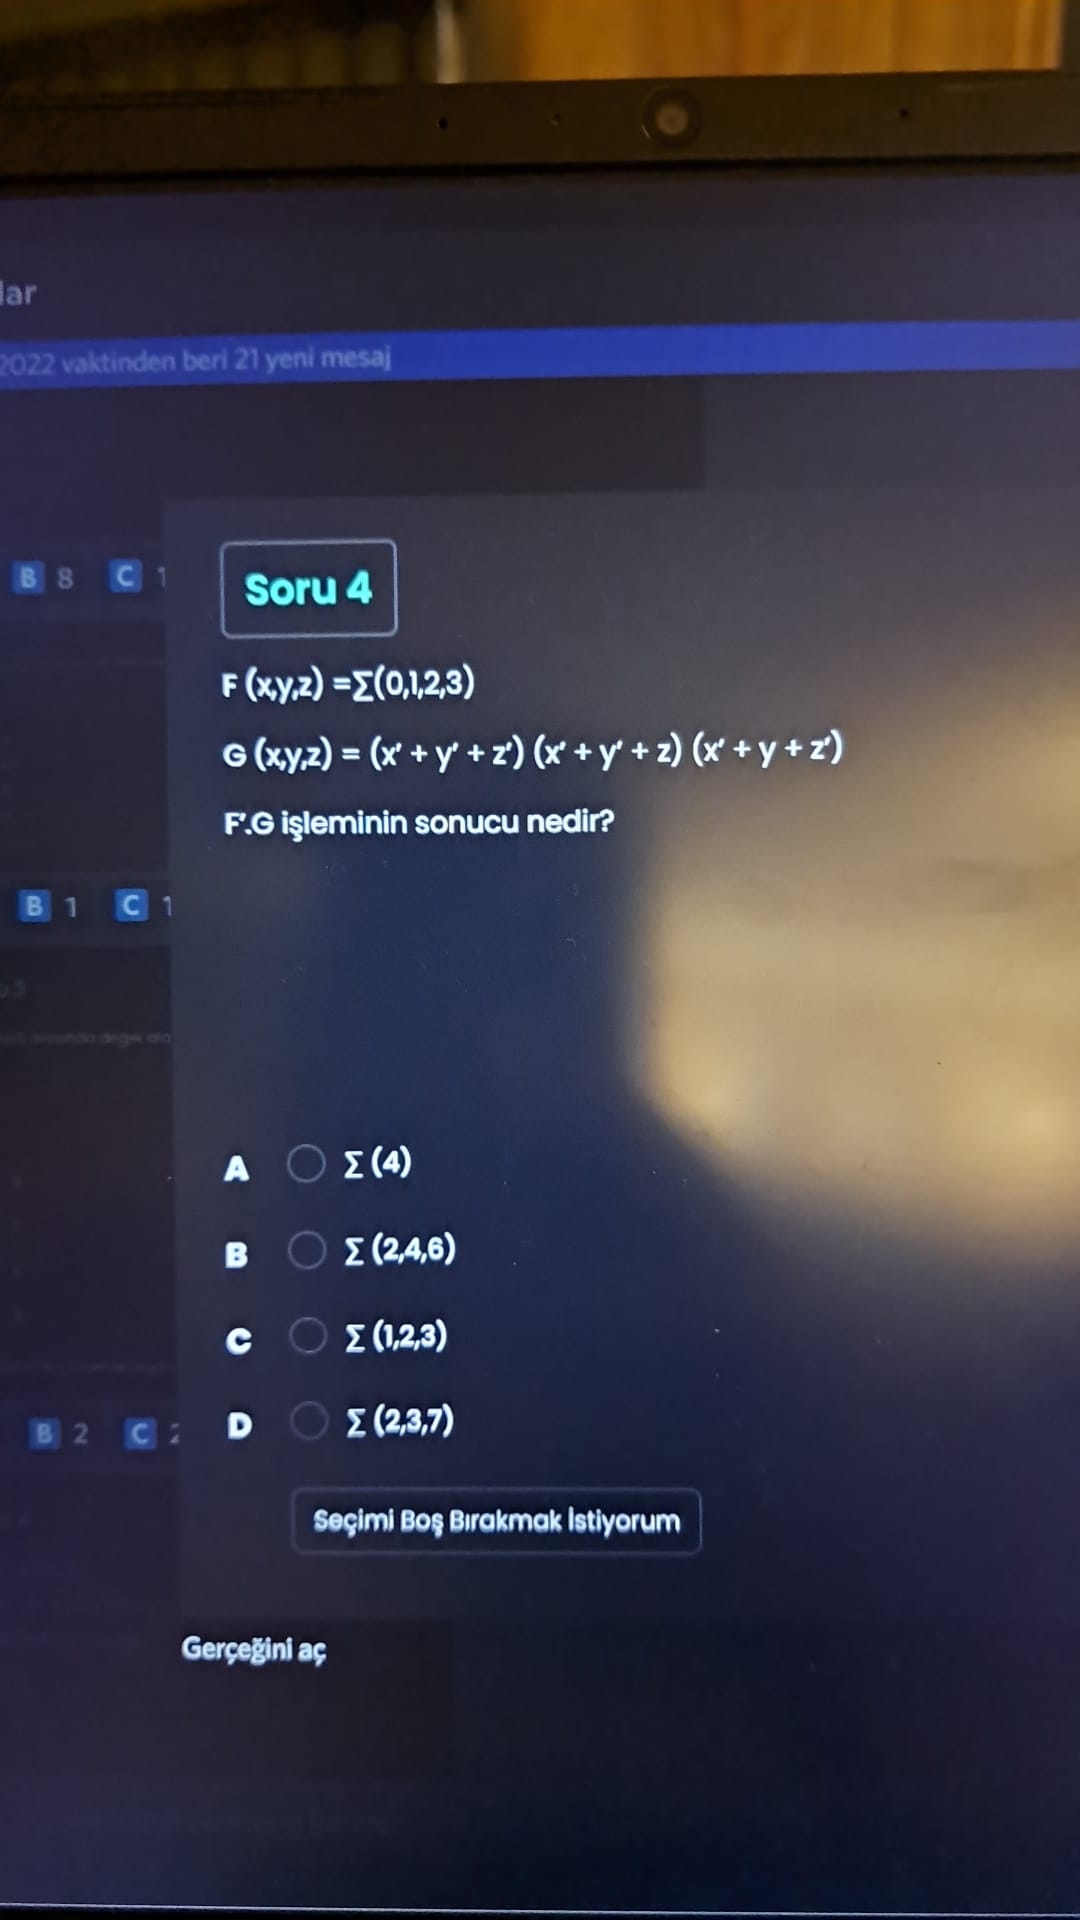 lar
2022 vaktinden beri 21 yeni mesaj
B 8 C 1
Soru 4
F (x,y,z) =∑(0,1,2,3)
G (x,y,z) = (x' + y' + z') (x' + y' + z) (x' + y + z')
F'.G işleminin sonucu nedir?
B 1 C 1
A ∑ (4)
B ∑ (2,4,6)
C ∑ (1,2,3)
D ∑ (2,3,7)
B 2 C 2
Seçimi Boş Bırakmak İstiyorum
Gerçeğini aç